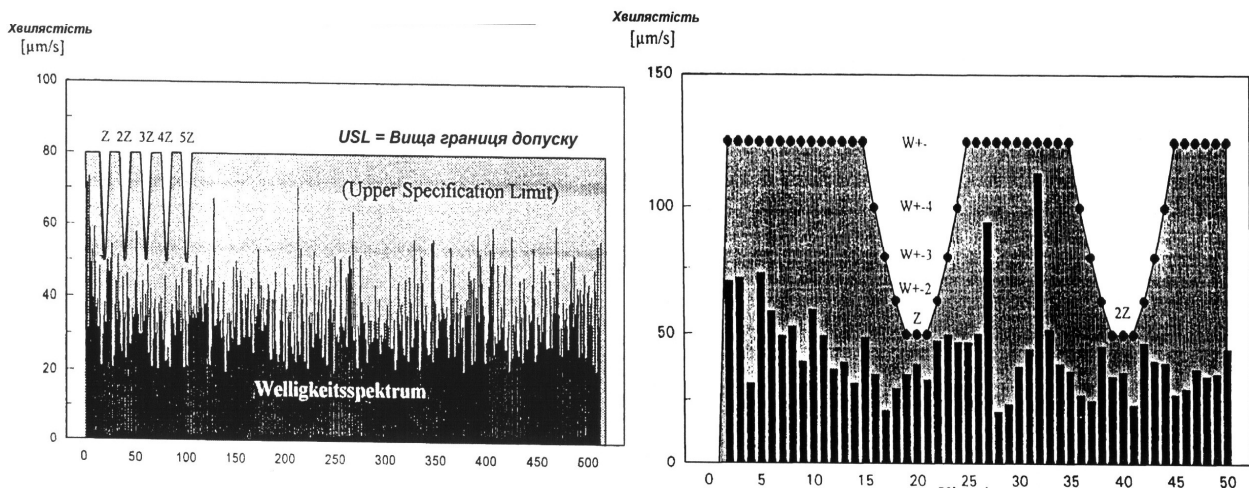 Хвилястість
[µm/s]
100
80
60
40
20
0
Z 2Z 3Z 4Z 5Z
USL = Вища границя допуску
(Upper Specification Limit)
Welligkeitsspektrum
0 50 100 150 200 250 300 350 400 450 500
Хвилястість
[µm/s]
150
100
50
0
W+-
W+-4
W+-3
W+-2
Z
2Z
0 5 10 15 20 25 30 35 40 45 50